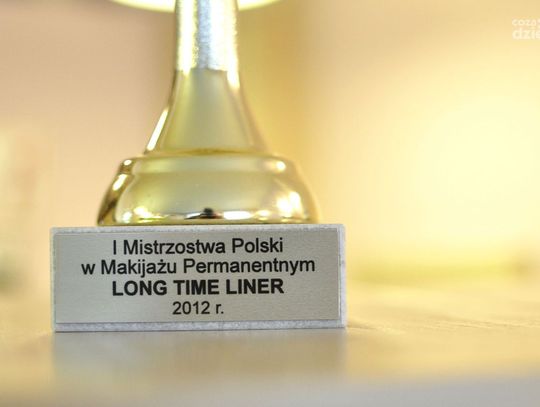 I Mistrzostwa Polski
w Makijażu Permanentnym
LONG TIME LINER
2012 r.